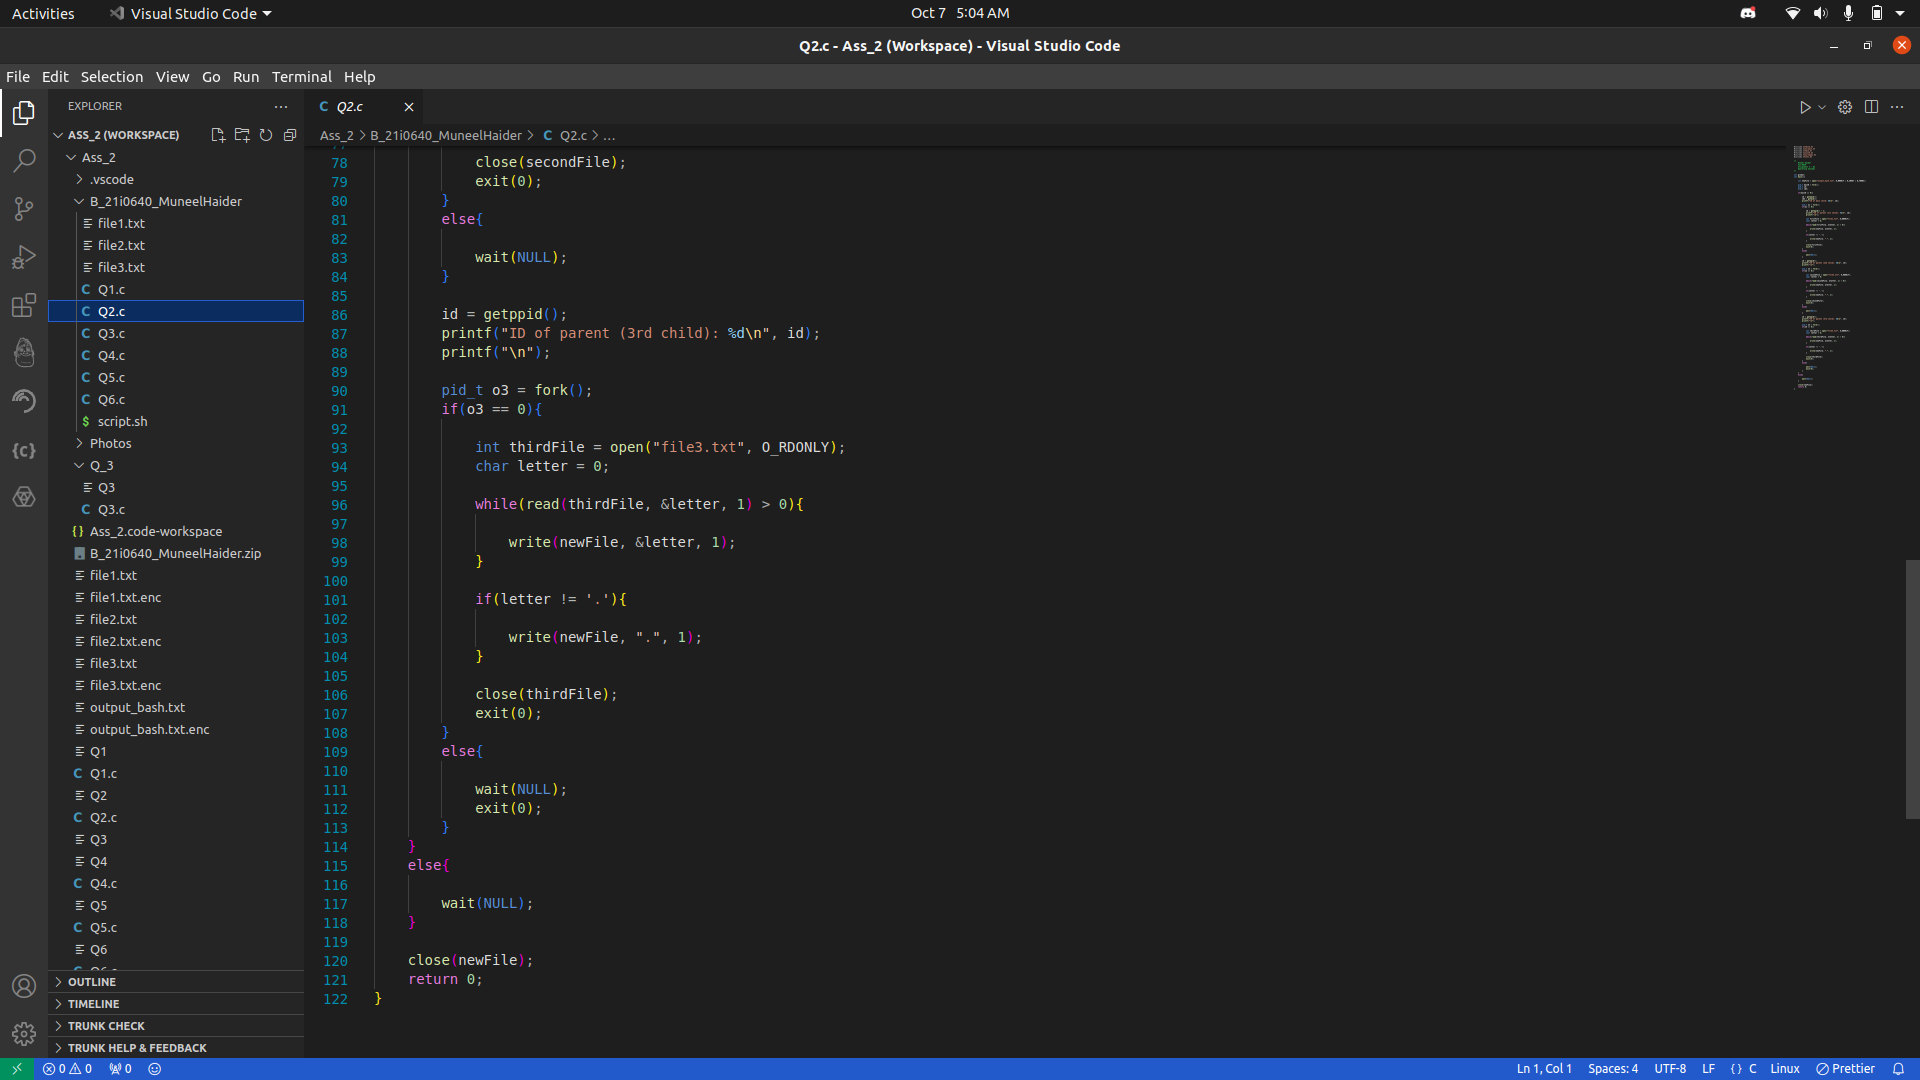 Activities
Visual Studio Code
Oct 7 5:04 AM
Q2.c - Ass_2 (Workspace) - Visual Studio Code
File Edit Selection View Go Run Terminal Help
EXPLORER
ASS_2 (WORKSPACE)
Ass_2
.vscode
B_21i0640_MuneelHaider
file1.txt
file2.txt
file3.txt
C Q1.c
C Q2.c
C Q3.c
C Q4.c
C Q5.c
C Q6.c
$ script.sh
Photos
Q_3
Q3
C Q3.c
{} Ass_2.code-workspace
B_21i0640_MuneelHaider.zip
file1.txt
file1.txt.enc
file2.txt
file2.txt.enc
file3.txt
file3.txt.enc
output_bash.txt
output_bash.txt.enc
Q1
C Q1.c
Q2
C Q2.c
Q3
Q4
C Q4.c
Q5
C Q5.c
Q6
OUTLINE
TIMELINE
TRUNK CHECK
TRUNK HELP & FEEDBACK
C Q2.c
Ass_2 > B_21i0640_MuneelHaider > C Q2.c > ...
78 close(secondFile);
79 exit(0);
80 }
81 else{
82
83 wait(NULL);
84 }
85
86 id = getppid();
87 printf("ID of parent (3rd child): %d\n", id);
88 printf("\n");
89
90 pid_t o3 = fork();
91 if(o3 == 0){
92
93 int thirdFile = open("file3.txt", O_RDONLY);
94 char letter = 0;
95
96 while(read(thirdFile, &letter, 1) > 0){
97
98 write(newFile, &letter, 1);
99 }
100
101 if(letter != '.'){
102
103 write(newFile, ".", 1);
104 }
105
106 close(thirdFile);
107 exit(0);
108 }
109 else{
110
111 wait(NULL);
112 exit(0);
113 }
114 }
115 else{
116
117 wait(NULL);
118 }
119
120 close(newFile);
121 return 0;
122 }
0 0 0
Ln 1, Col 1 Spaces: 4 UTF-8 LF {} C Linux Prettier